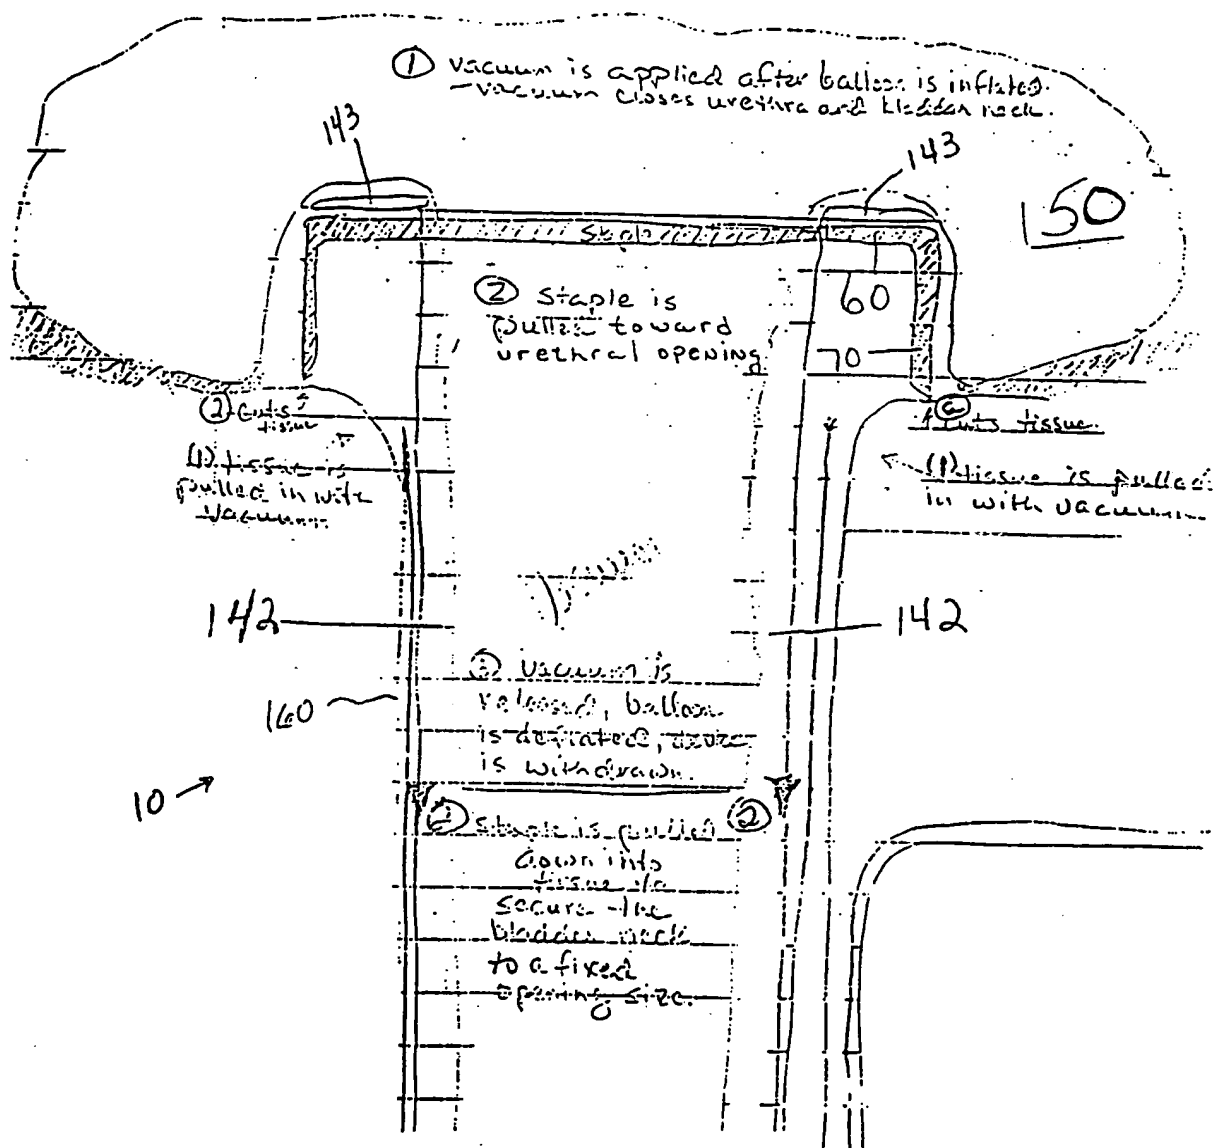 ① vacuum is applied after balloon is inflated.
- vacuum closes urethra and bladder neck.
143
143
150
Staple
② staple is
pulled toward
urethral opening
60
70
② cuts
tissue
(1) tissue is
pulled in with
vacuum
② cuts tissue.
(1) tissue is pulled
in with vacuum
142
142
③ vacuum is
released, balloon
is deflated, device
is withdrawn.
160
10
② staple is pulled ②
down into
tissue to
secure the
bladder neck
to a fixed
opening size.